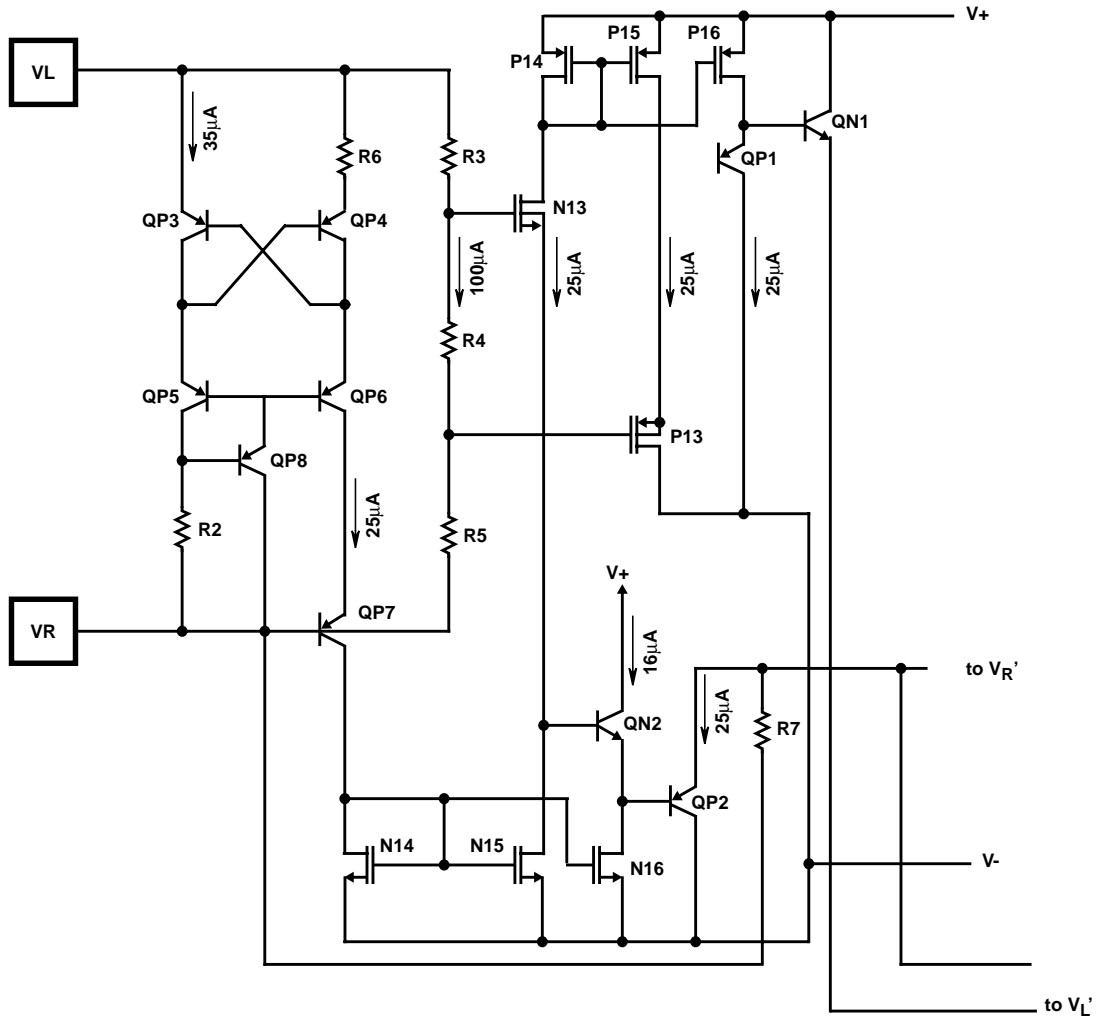 V+
P14
P15
P16
VL
35μA
R6
R3
QN1
QP1
QP3
QP4
N13
100μA
25μA
25μA
25μA
R4
QP5
QP6
P13
QP8
25μA
R2
R5
V+
VR
QP7
16μA
to VR'
25μA
R7
QN2
QP2
N14
N15
N16
V-
to VL'